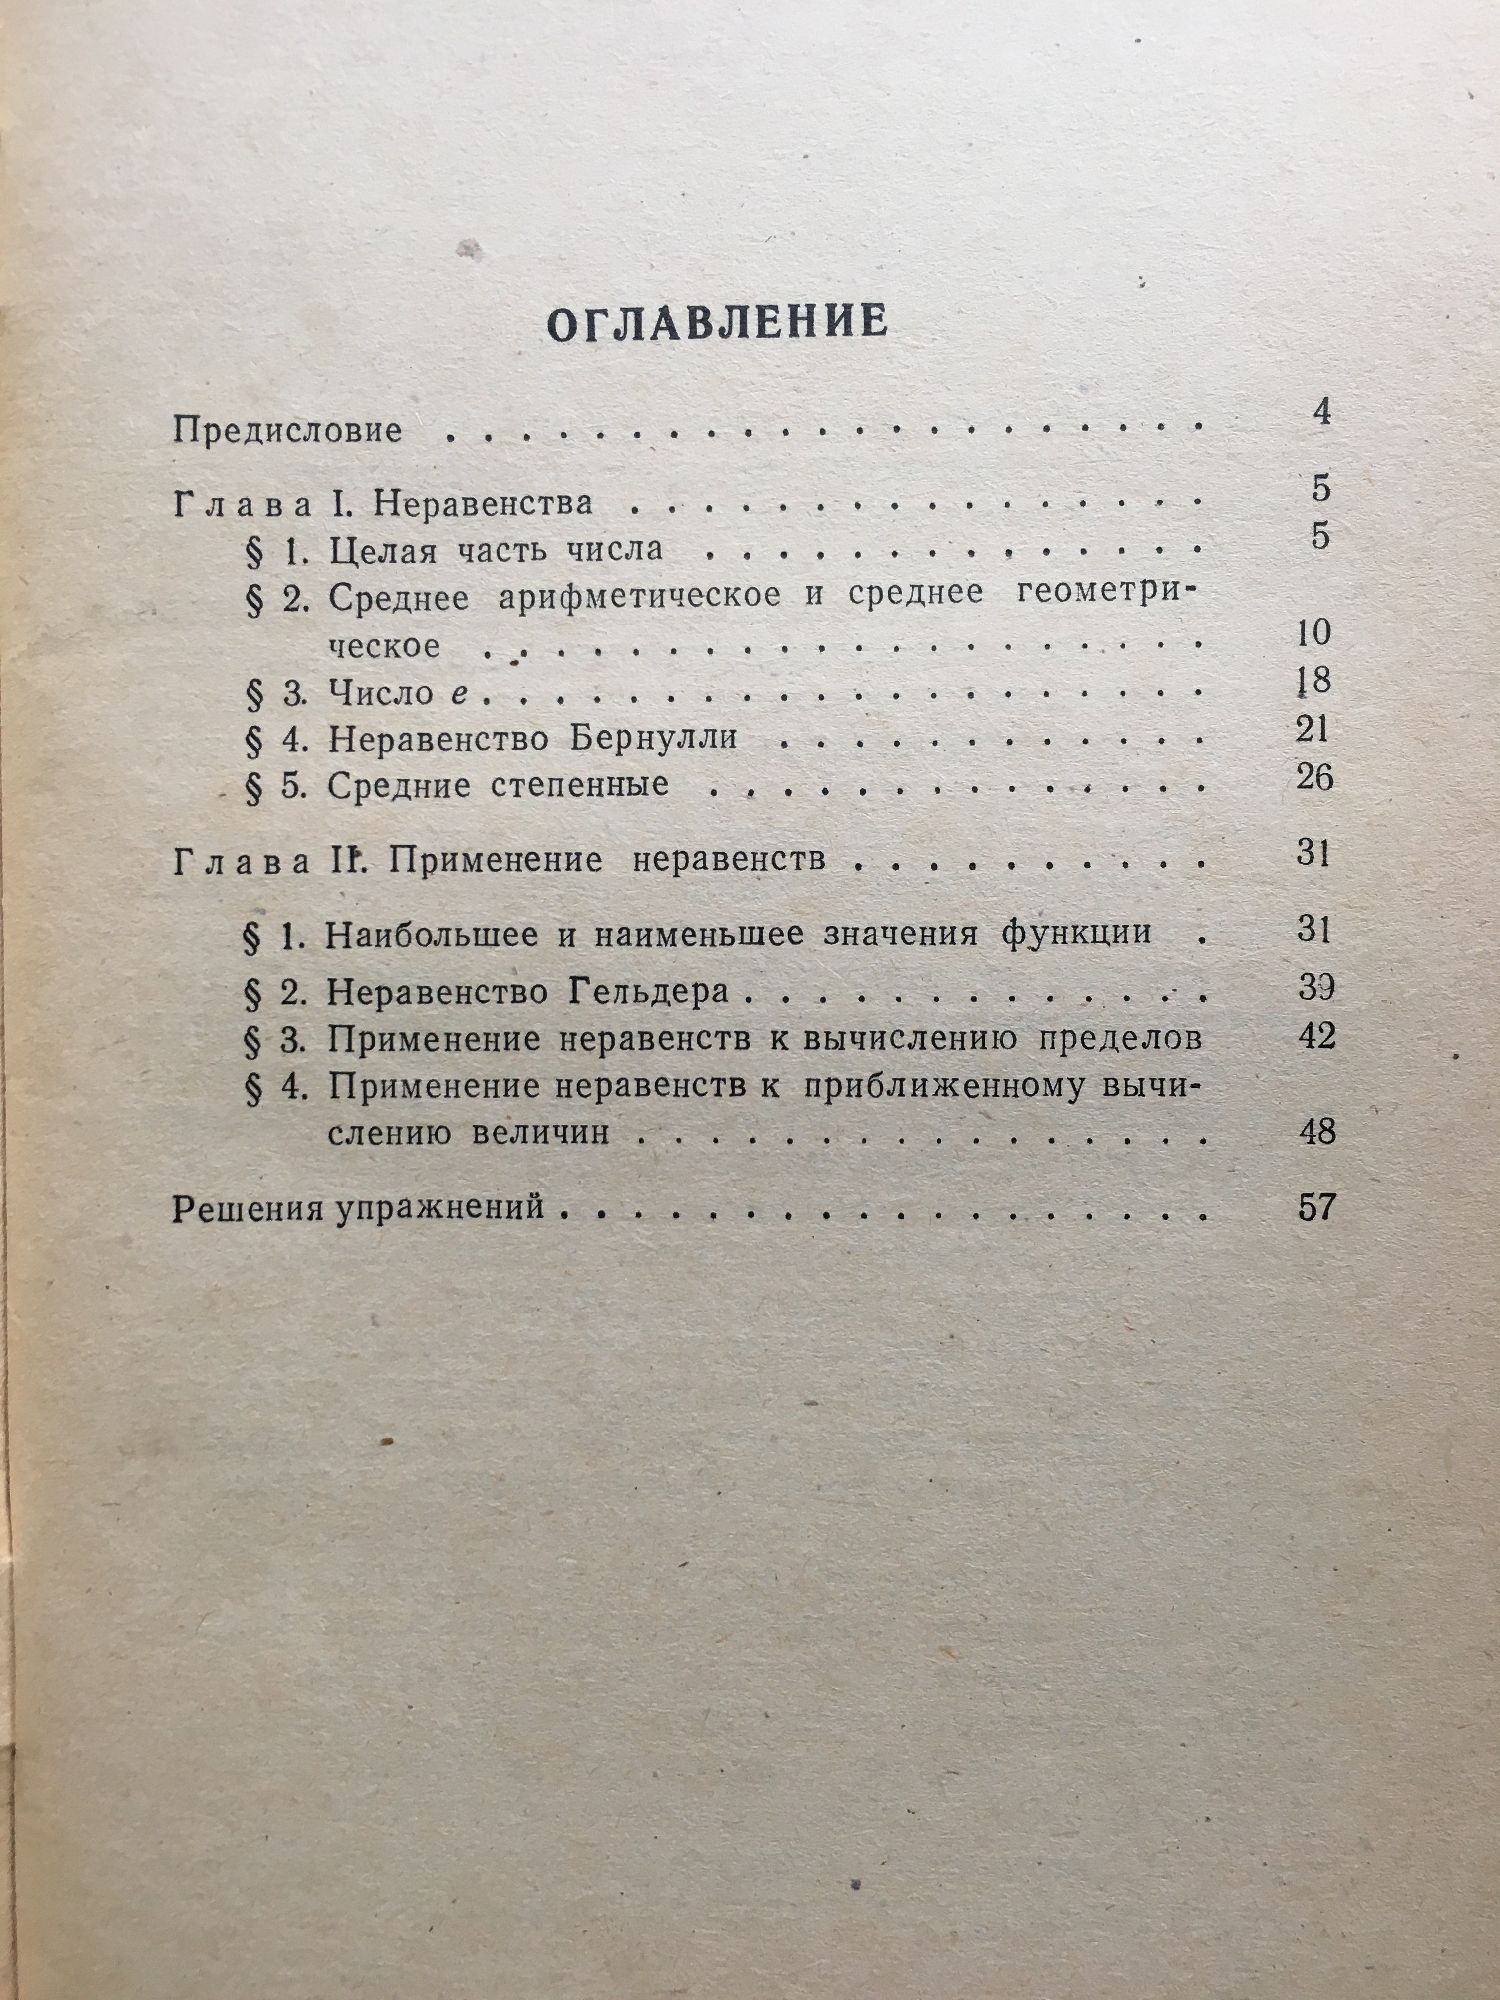 ОГЛАВЛЕНИЕ
Предисловие . . . . . . . . . . . . . . . . . . . . . 4
Глава I. Неравенства . . . . . . . . . . . . . . . . 5
§ 1. Целая часть числа . . . . . . . . . . . . . . 5
§ 2. Среднее арифметическое и среднее геометри-
ческое . . . . . . . . . . . . . . . . . . . . 10
§ 3. Число e . . . . . . . . . . . . . . . . . . . . 18
§ 4. Неравенство Бернулли . . . . . . . . . . . . 21
§ 5. Средние степенные . . . . . . . . . . . . . . 26
Глава II. Применение неравенств . . . . . . . . . . 31
§ 1. Наибольшее и наименьшее значения функции . 31
§ 2. Неравенство Гельдера . . . . . . . . . . . . . 39
§ 3. Применение неравенств к вычислению пределов 42
§ 4. Применение неравенств к приближенному вычи-
слению величин . . . . . . . . . . . . . . . . 48
Решения упражнений . . . . . . . . . . . . . . . . . . 57